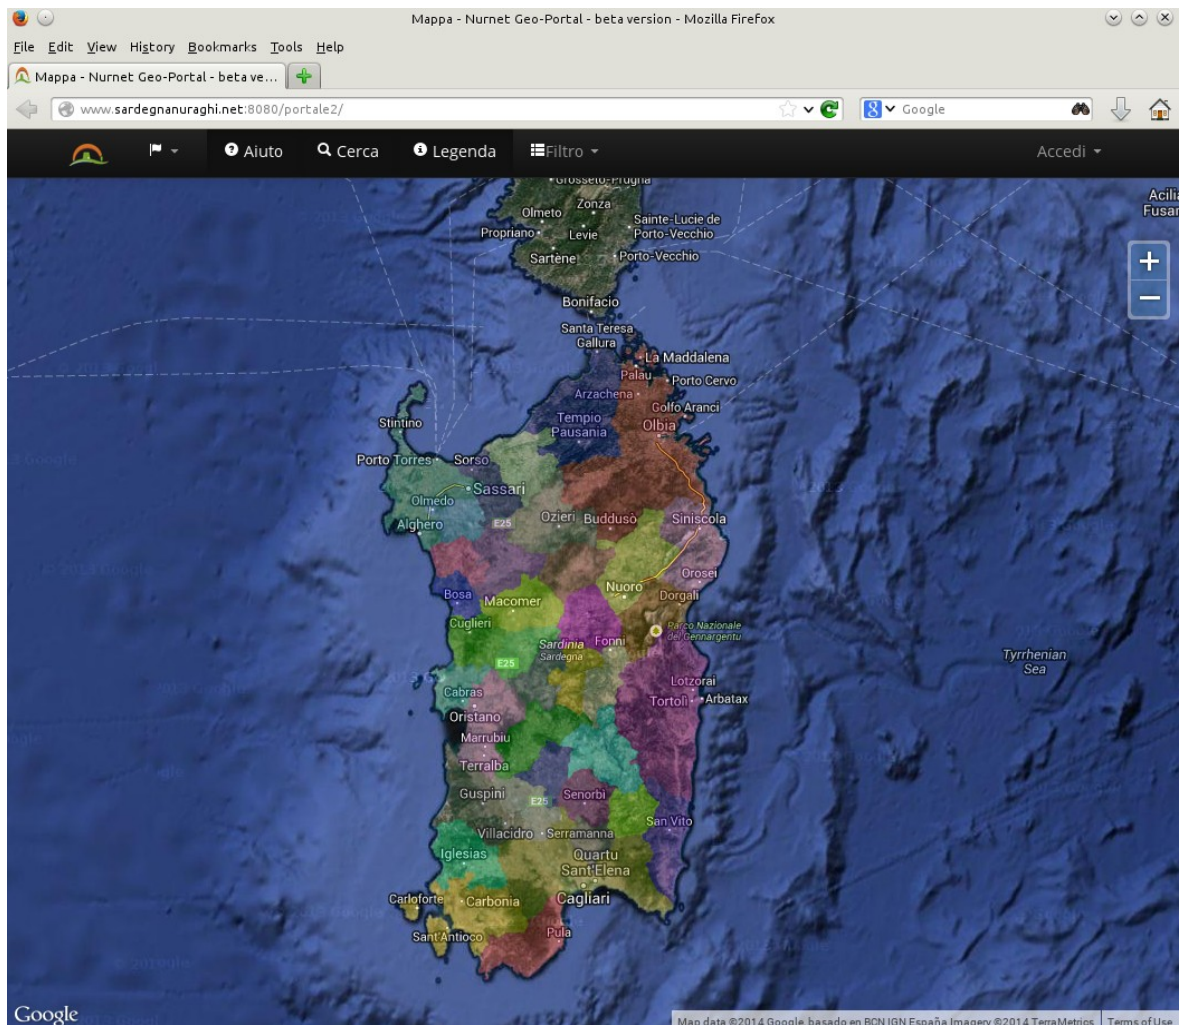 Mappa - Nurnet Geo-Portal - beta version - Mozilla Firefox
File Edit View History Bookmarks Tools Help
Mappa - Nurnet Geo-Portal - beta ve...
www.sardegnanuraghi.net:8080/portale2/
Google
Aiuto Cerca Legenda Filtro Accedi
Grosseto-Prugna
Acilia
Fusar
Olmeto
Zonza
Sainte-Lucie de
Porto-Vecchio
Propriano
Levie
Sartène
Porto-Vecchio
Bonifacio
Santa Teresa
Gallura
La Maddalena
Palau
Porto Cervo
Arzachena
Golfo Aranci
Stintino
Tempio
Pausania
Olbia
Porto Torres
Sorso
Sassari
Olmedo
Alghero
E25
Ozieri
Buddusò
Siniscola
Orosei
Nuoro
Dorgali
Bosa
Macomer
Cuglieri
Parco Nazionale
del Gennargentu
Sardinia
Sardegna
Fonni
E25
Tyrrhenian
Sea
Cabras
Lotzorai
Tortolì
Arbatax
Oristano
Marrubiu
Terralba
Guspini
E25
Senorbì
San Vito
Villacidro
Serramanna
Iglesias
Quartu
Sant'Elena
Carloforte
Carbonia
Cagliari
Sant'Antioco
Pula
Google
Map data ©2014 Google, basado en BCN IGN España Imagery ©2014 TerraMetrics
Terms of Use